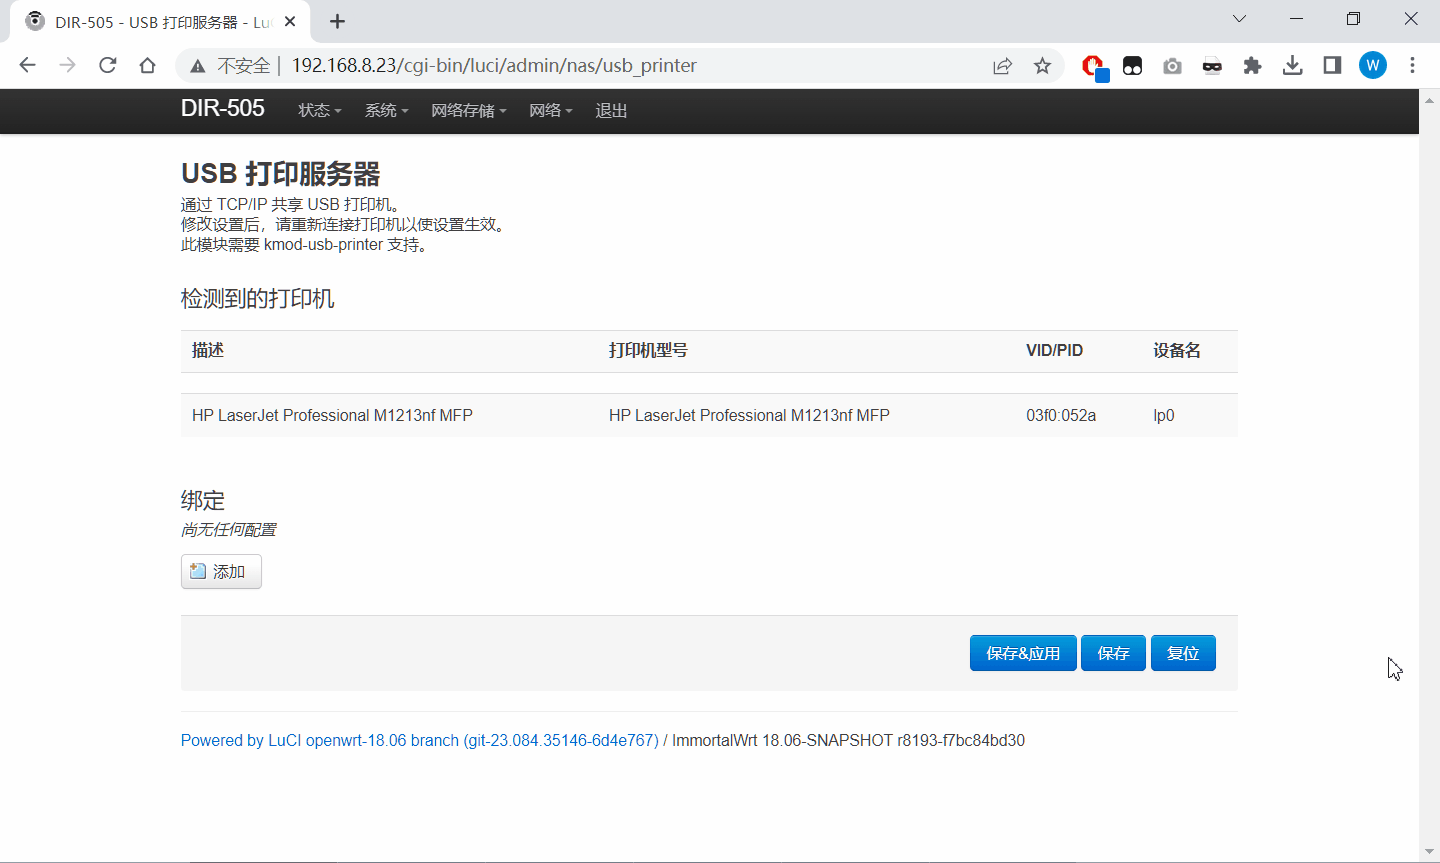 DIR-505 - USB 打印服务器 - Lu
不安全 | 192.168.8.23/cgi-bin/luci/admin/nas/usb_printer
W
DIR-505 状态 系统 网络存储 网络 退出
USB 打印服务器
通过 TCP/IP 共享 USB 打印机。
修改设置后，请重新连接打印机以使设置生效。
此模块需要 kmod-usb-printer 支持。
检测到的打印机
描述 打印机型号 VID/PID 设备名
HP LaserJet Professional M1213nf MFP HP LaserJet Professional M1213nf MFP 03f0:052a lp0
绑定
尚无任何配置
添加
保存&应用 保存 复位
Powered by LuCI openwrt-18.06 branch (git-23.084.35146-6d4e767) / ImmortalWrt 18.06-SNAPSHOT r8193-f7bc84bd30